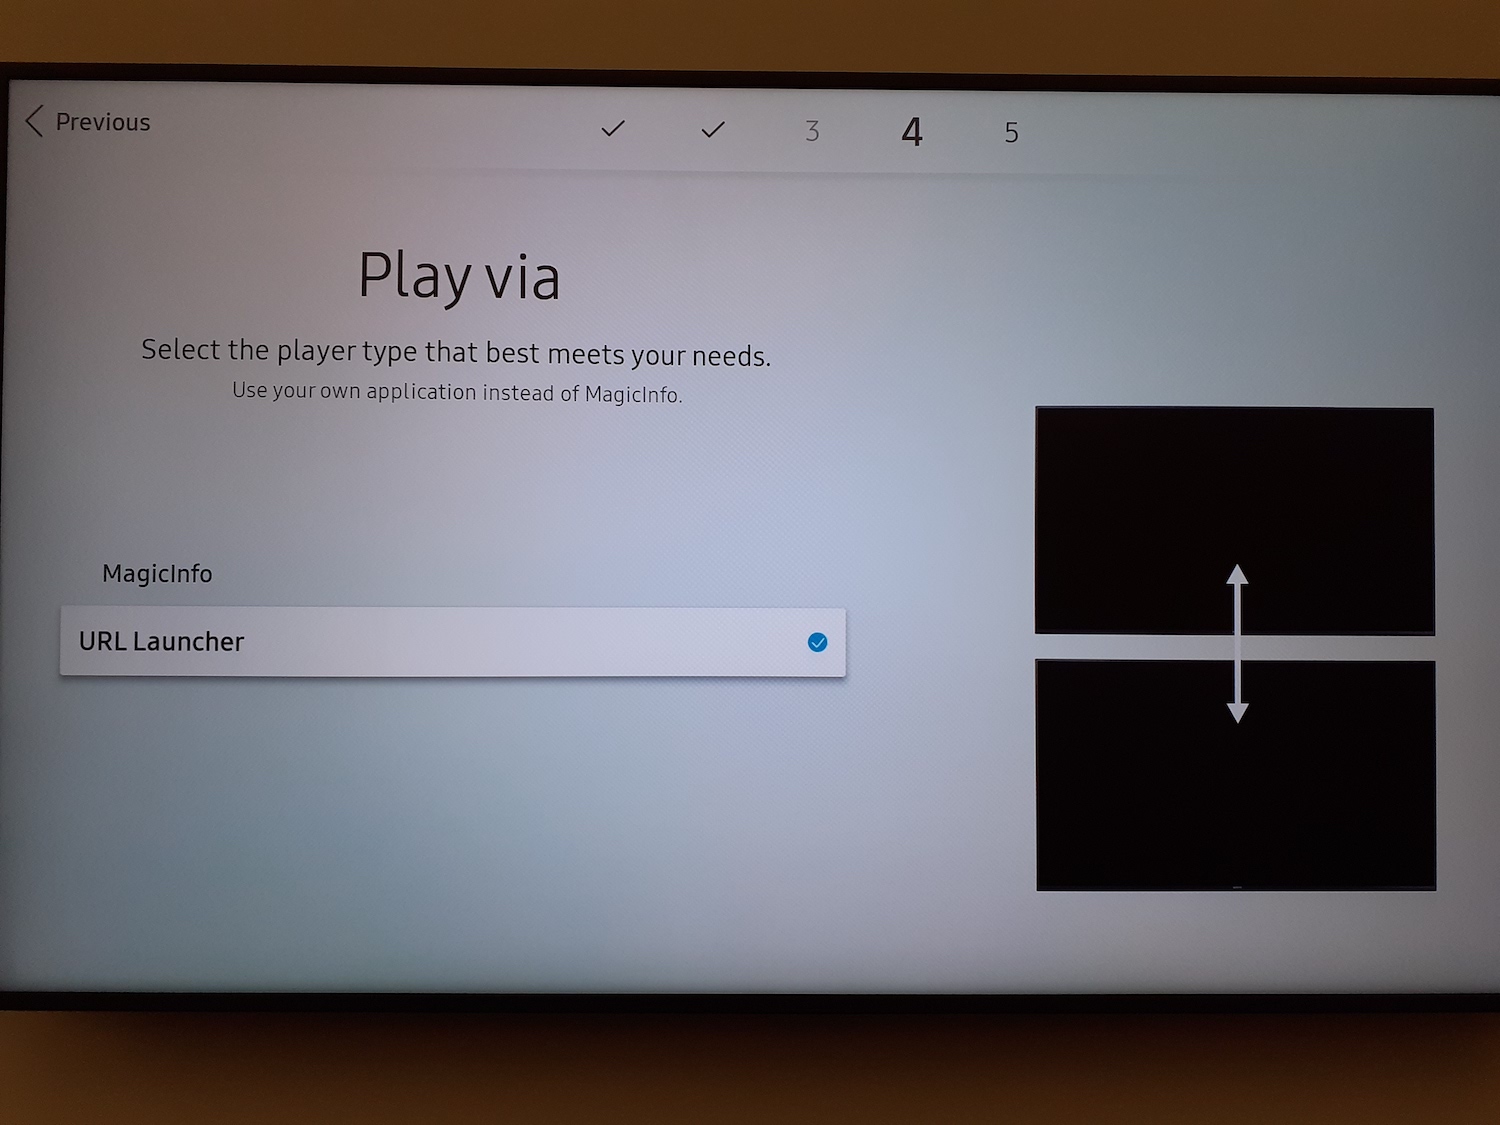 Previous
3 4 5
Play via
Select the player type that best meets your needs.
Use your own application instead of MagicInfo.
MagicInfo
URL Launcher